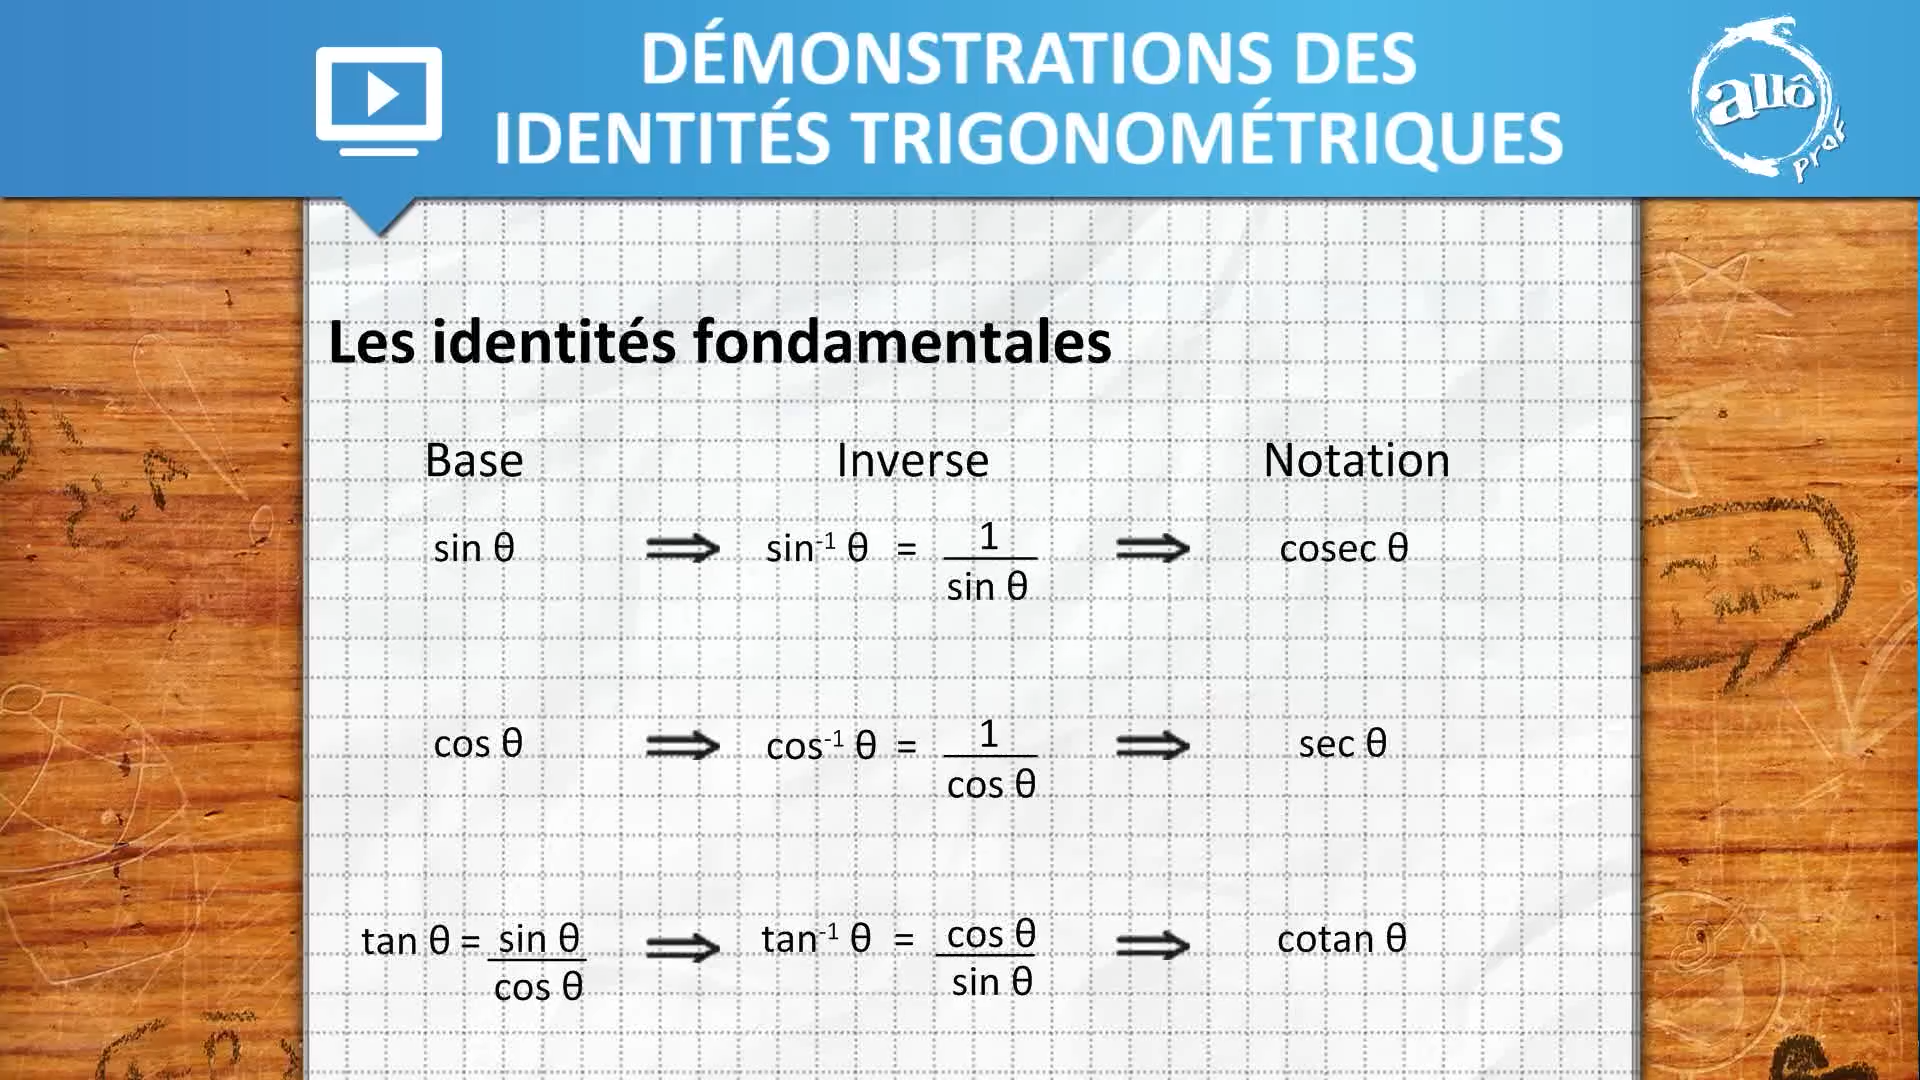 DÉMONSTRATIONS DES
IDENTITÉS TRIGONOMÉTRIQUES
allô
prof
Les identités fondamentales
Base Inverse Notation
sin θ ⟹ sin⁻¹ θ = 1 / sin θ ⟹ cosec θ
cos θ ⟹ cos⁻¹ θ = 1 / cos θ ⟹ sec θ
tan θ = sin θ / cos θ ⟹ tan⁻¹ θ = cos θ / sin θ ⟹ cotan θ